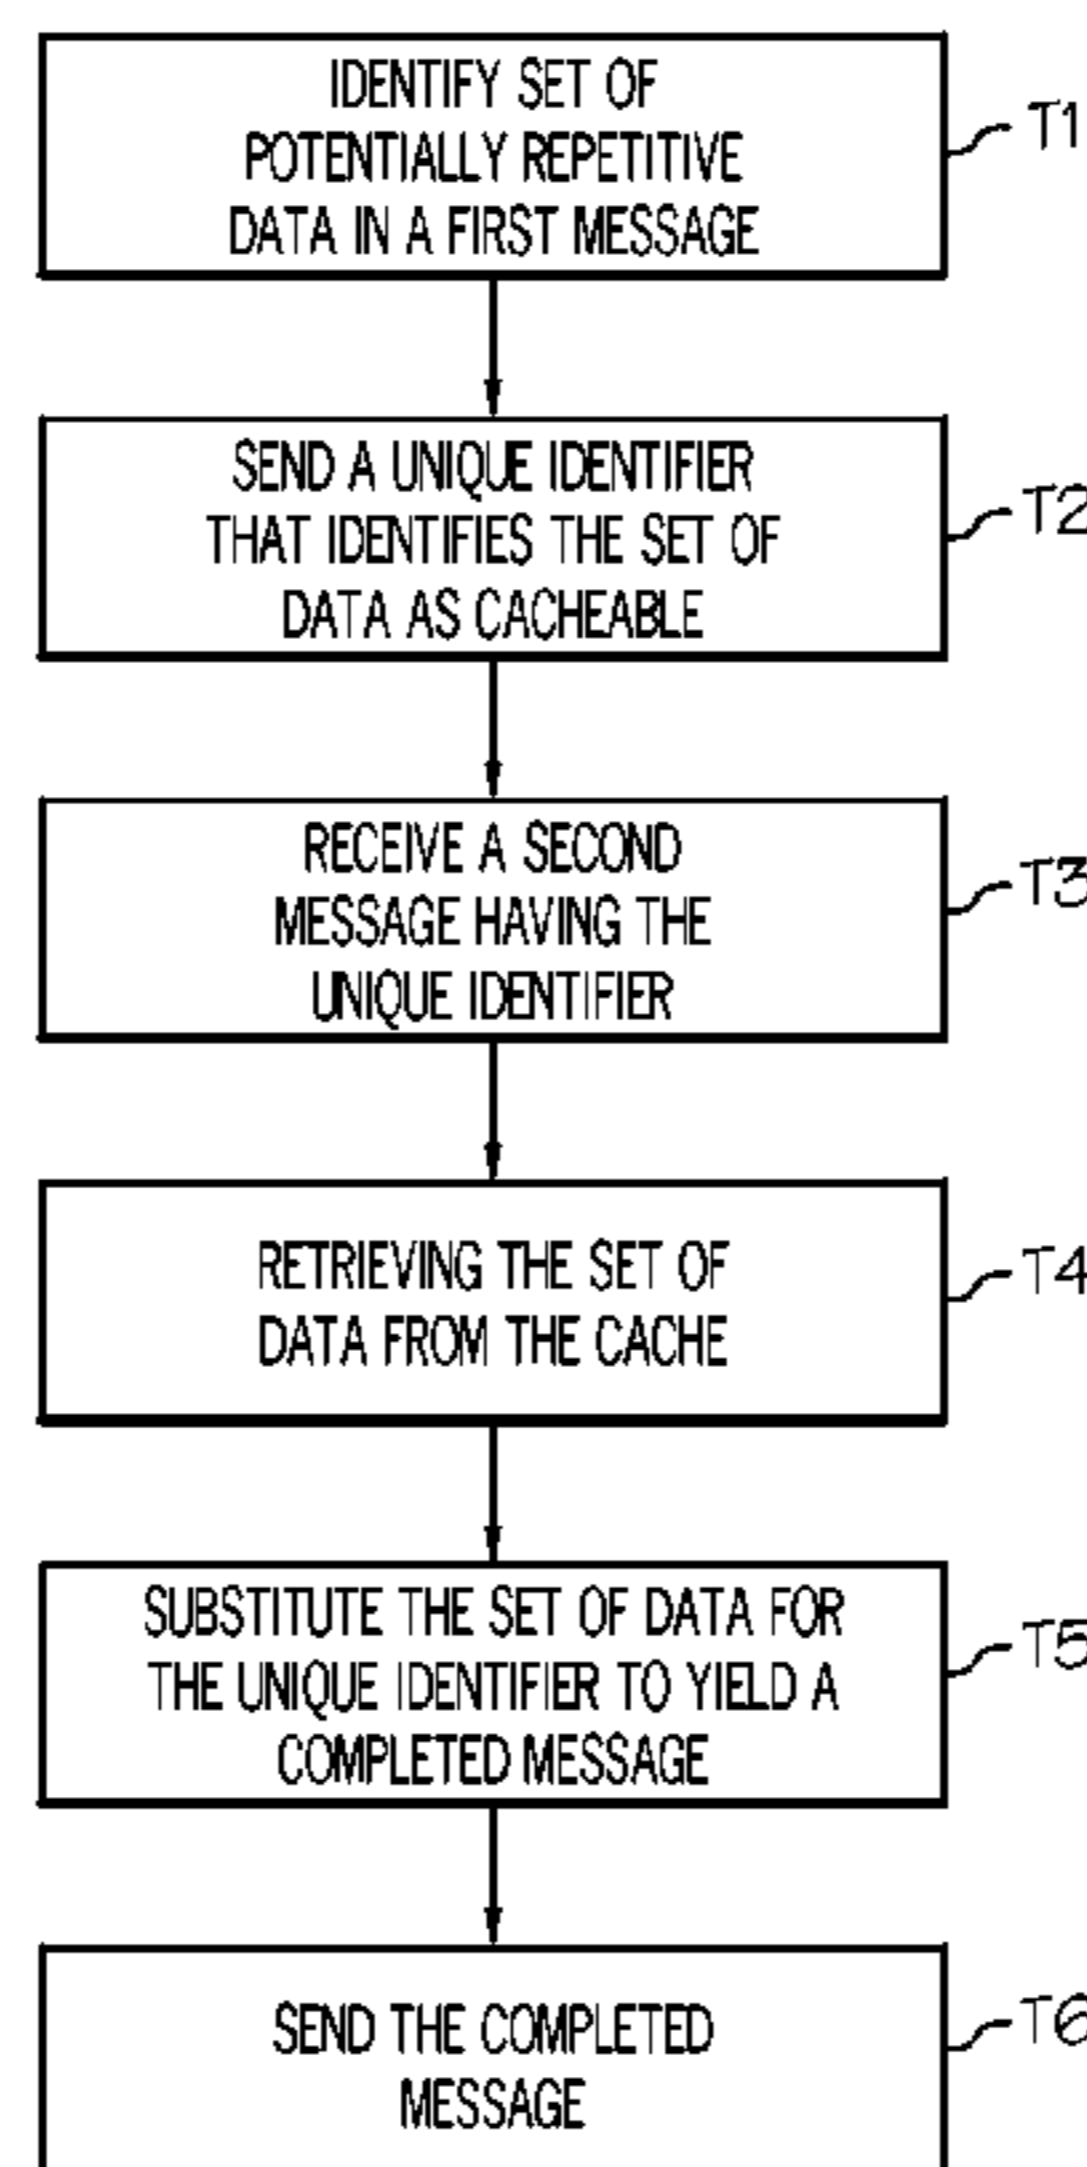 IDENTIFY SET OF
POTENTIALLY REPETITIVE
DATA IN A FIRST MESSAGE
T1
SEND A UNIQUE IDENTIFIER
THAT IDENTIFIES THE SET OF
DATA AS CACHEABLE
T2
RECEIVE A SECOND
MESSAGE HAVING THE
UNIQUE IDENTIFIER
T3
RETRIEVING THE SET OF
DATA FROM THE CACHE
T4
SUBSTITUTE THE SET OF DATA FOR
THE UNIQUE IDENTIFIER TO YIELD A
COMPLETED MESSAGE
T5
SEND THE COMPLETED
MESSAGE
T6